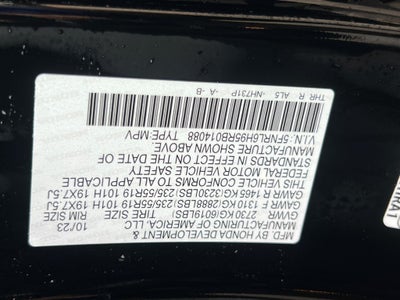 MFD. BY HONDA DEVELOPMENT & 10/23
MANUFACTURING OF AMERICA, LLC
GVWR 2730 KG(6019LBS) TIRE SIZE RIM SIZE
GAWR F 1310 KG(2888LBS)235/55R19 101H 19X7.5J
GAWR R 1465 KG(3230LBS)235/55R19 101H 19X7.5J
THIS VEHICLE CONFORMS TO ALL APPLICABLE
FEDERAL MOTOR VEHICLE SAFETY
STANDARDS IN EFFECT ON THE DATE OF
MANUFACTURE SHOWN ABOVE.
V.I.N.: 5FNRL6H95RB014088 TYPE:MPV
THR R AL5 -NH731P -A -B
TRA1